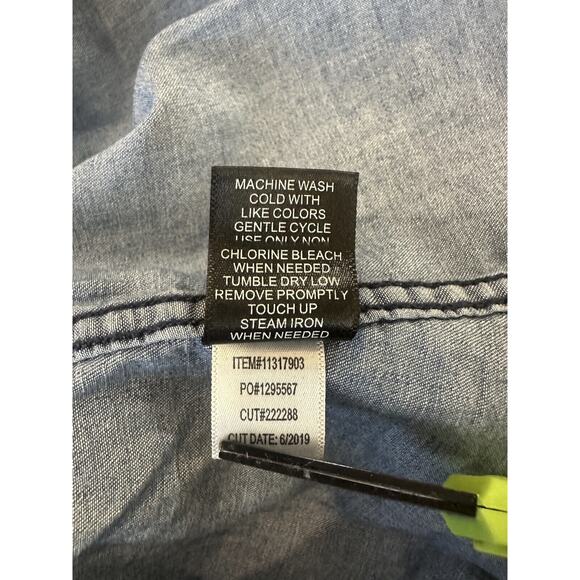 MACHINE WASH
COLD WITH
LIKE COLORS
GENTLE CYCLE
USE ONLY NON
CHLORINE BLEACH
WHEN NEEDED
TUMBLE DRY LOW
REMOVE PROMPTLY
TOUCH UP
STEAM IRON
WHEN NEEDED
ITEM#11317903
PO#1295567
CUT#222288
CUT DATE: 6/2019